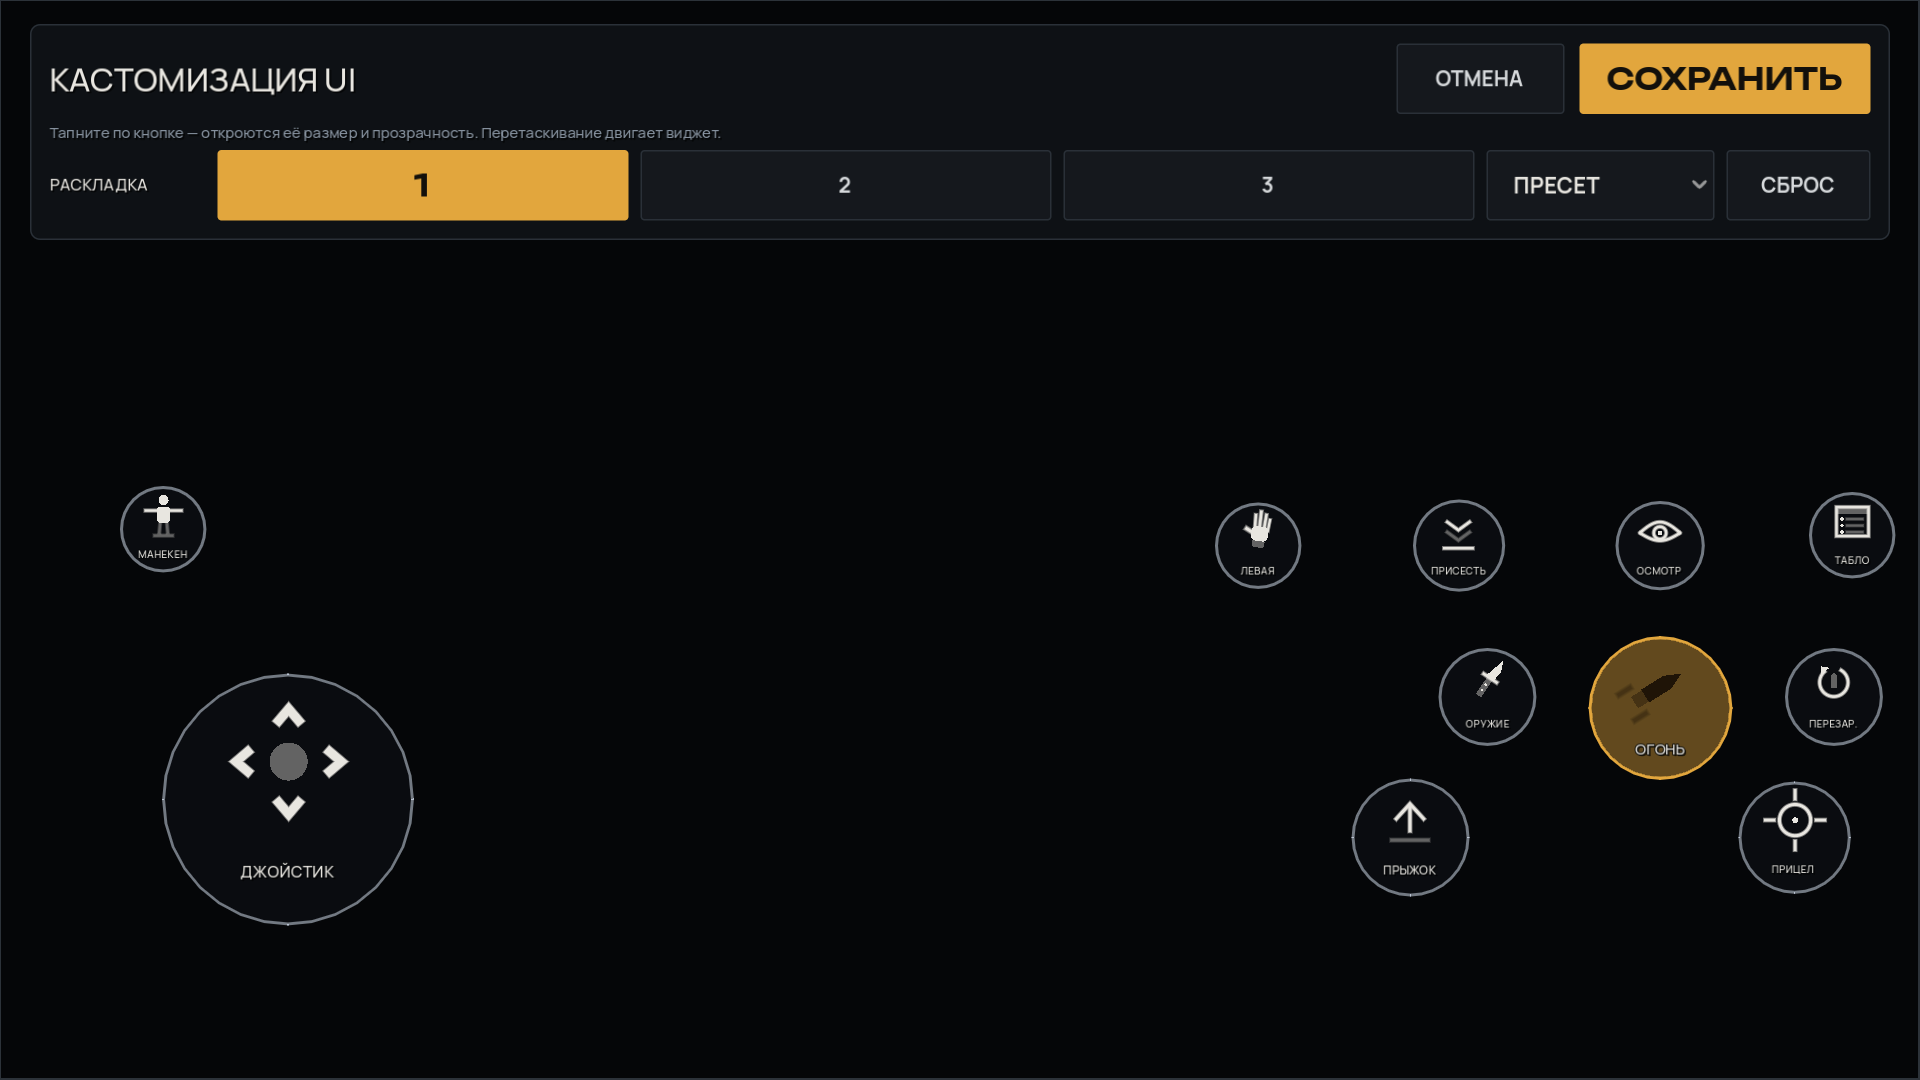 КАСТОМИЗАЦИЯ UI
ОТМЕНА
СОХРАНИТЬ
Тапните по кнопке — откроются её размер и прозрачность. Перетаскивание двигает виджет.
РАСКЛАДКА
1
2
3
ПРЕСЕТ
СБРОС
МАНЕКЕН
ЛЕВАЯ
ПРИСЕСТЬ
ОСМОТР
ТАБЛО
ОРУЖИЕ
ОГОНЬ
ПЕРЕЗАР.
ДЖОЙСТИК
ПРЫЖОК
ПРИЦЕЛ